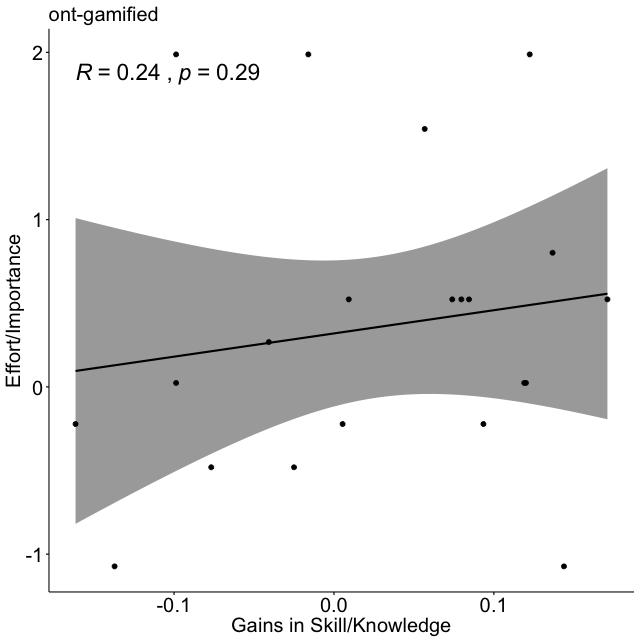 ont-gamified
R = 0.24 , p = 0.29
2
1
0
-1
Effort/Importance
-0.1 0.0 0.1
Gains in Skill/Knowledge